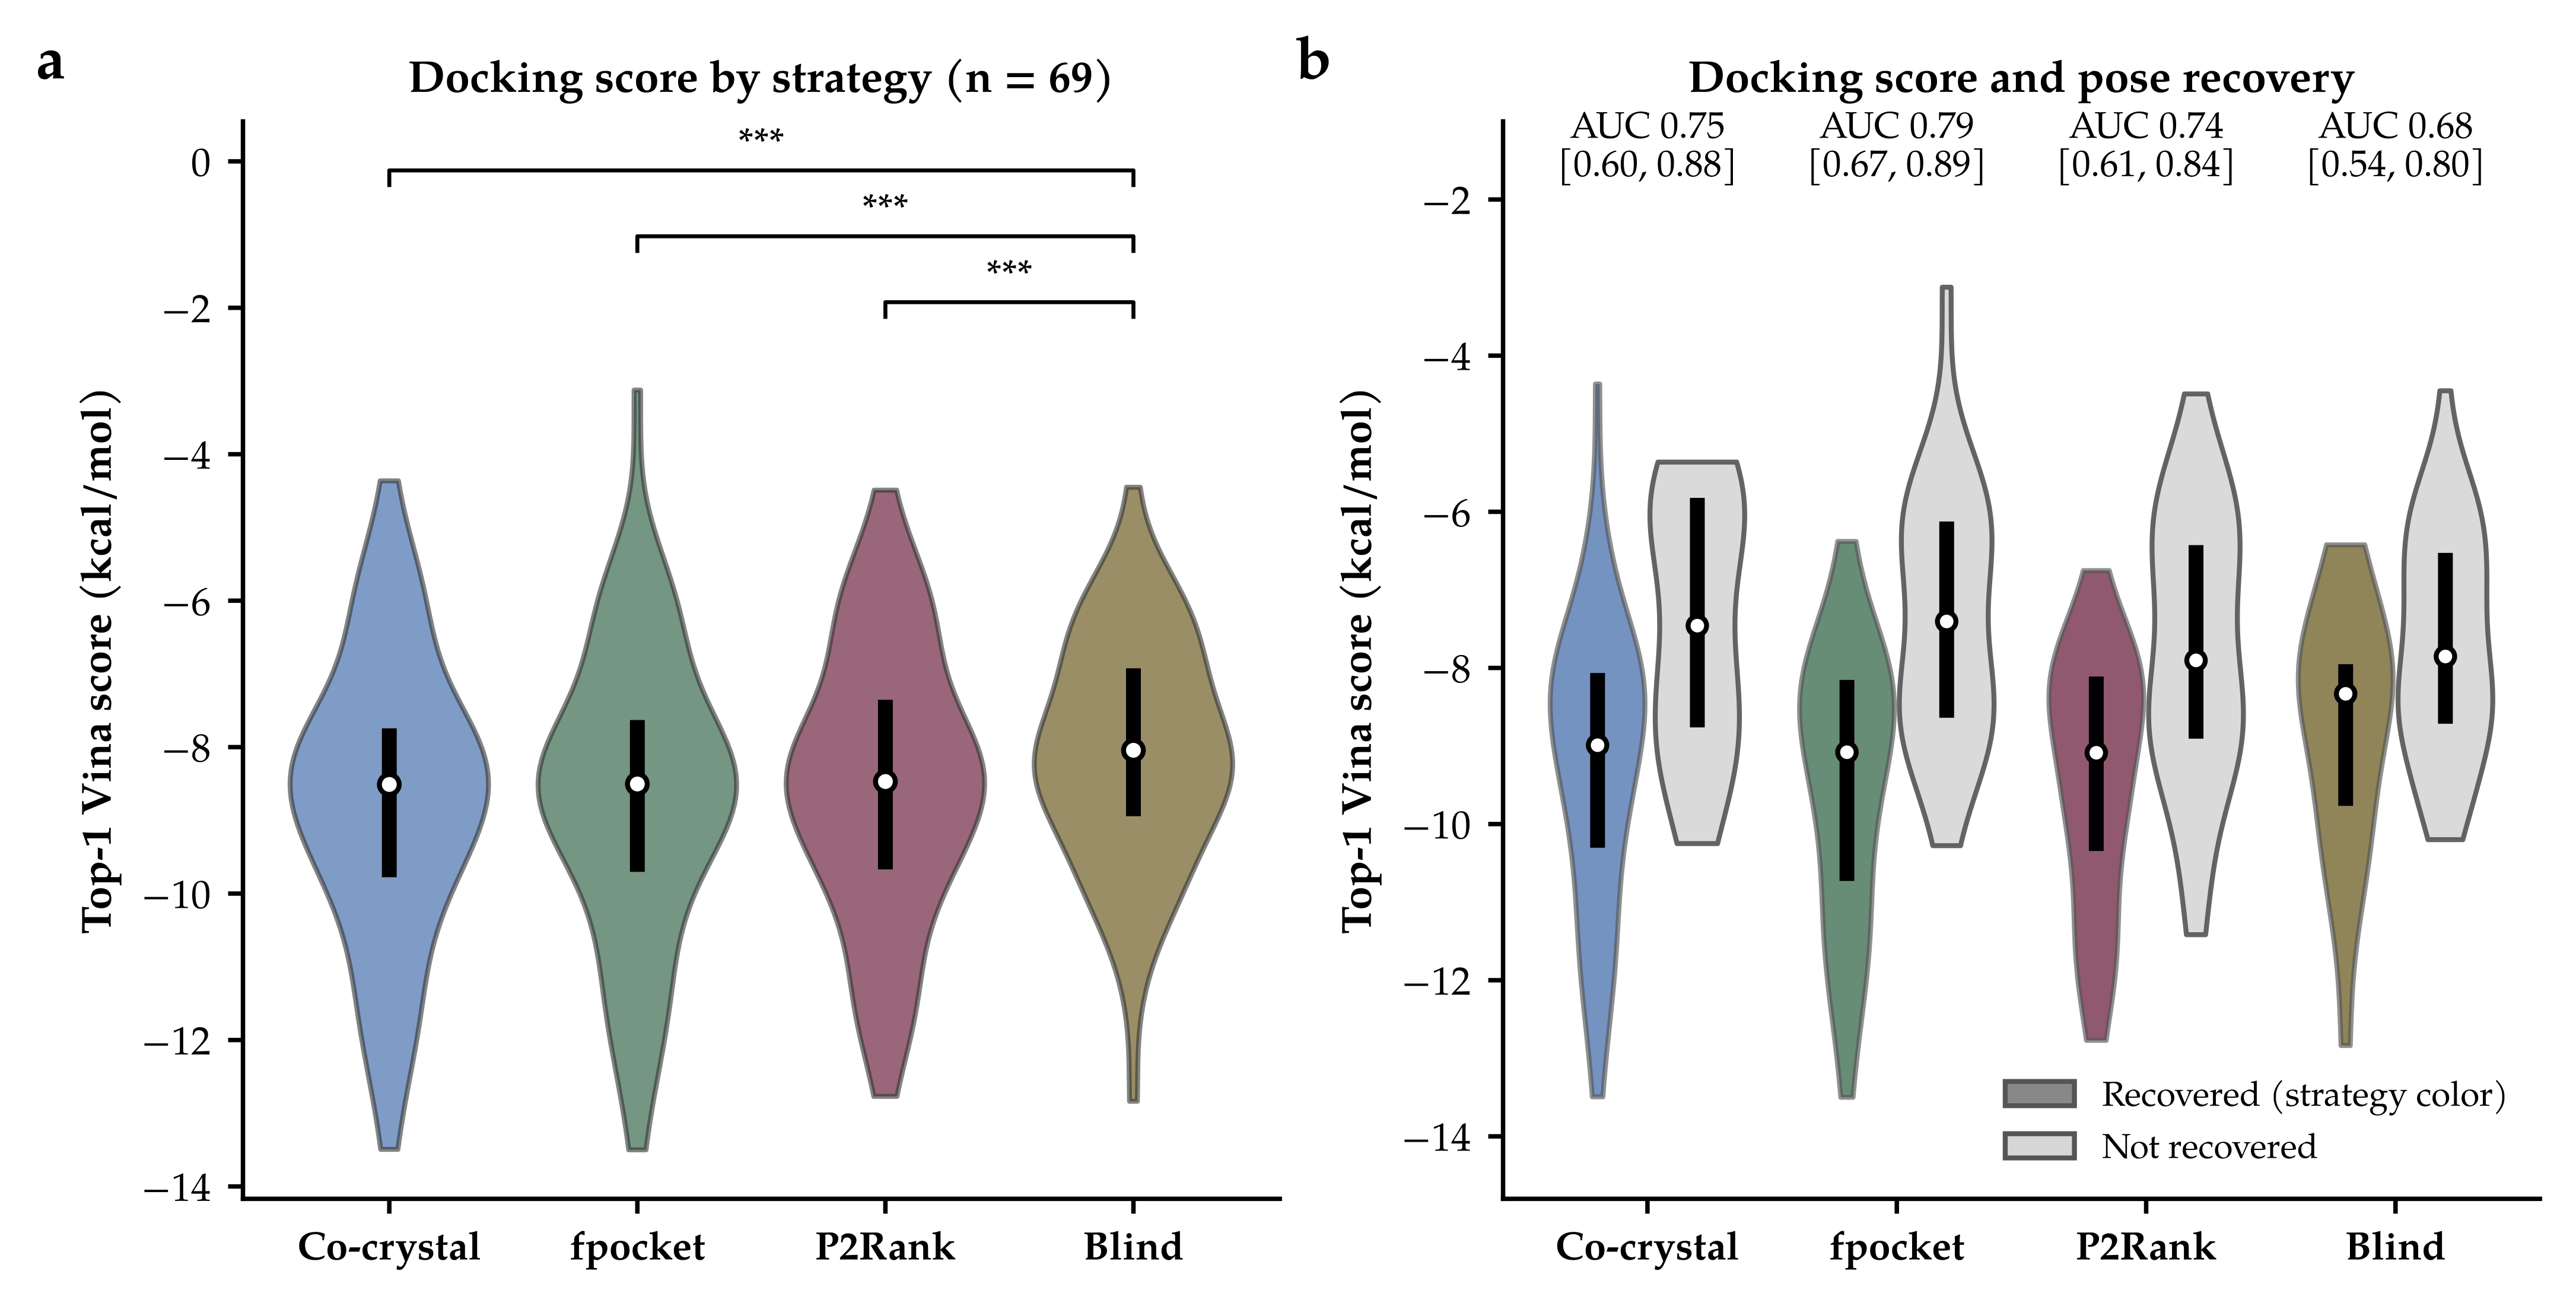 a
Docking score by strategy (n = 69)
***
***
***
0
−2
−4
−6
−8
−10
−12
−14
Top-1 Vina score (kcal/mol)
Co-crystal
fpocket
P2Rank
Blind
b
Docking score and pose recovery
AUC 0.75
[0.60, 0.88]
AUC 0.79
[0.67, 0.89]
AUC 0.74
[0.61, 0.84]
AUC 0.68
[0.54, 0.80]
−2
−4
−6
−8
−10
−12
−14
Top-1 Vina score (kcal/mol)
Recovered (strategy color)
Not recovered
Co-crystal
fpocket
P2Rank
Blind